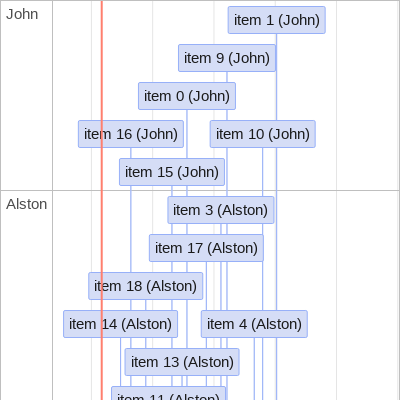 John
item 1 (John)
item 9 (John)
item 0 (John)
item 16 (John)
item 10 (John)
item 15 (John)
Alston
item 3 (Alston)
item 17 (Alston)
item 18 (Alston)
item 14 (Alston)
item 4 (Alston)
item 13 (Alston)
item 11 (Alston)